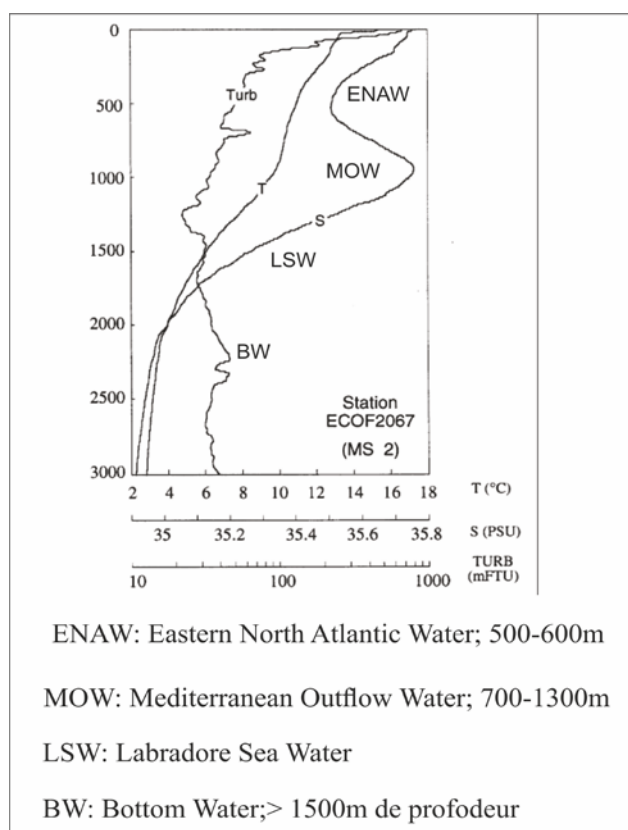 0
500
1000
1500
2000
2500
3000
Turb
ENAW
MOW
T
S
LSW
BW
Station
ECOF2067
(MS 2)
2 4 6 8 10 12 14 16 18 T (°C)
35 35.2 35.4 35.6 35.8 S (PSU)
10 100 1000 TURB
(mFTU)
ENAW: Eastern North Atlantic Water; 500-600m
MOW: Mediterranean Outflow Water; 700-1300m
LSW: Labradore Sea Water
BW: Bottom Water;> 1500m de profodeur